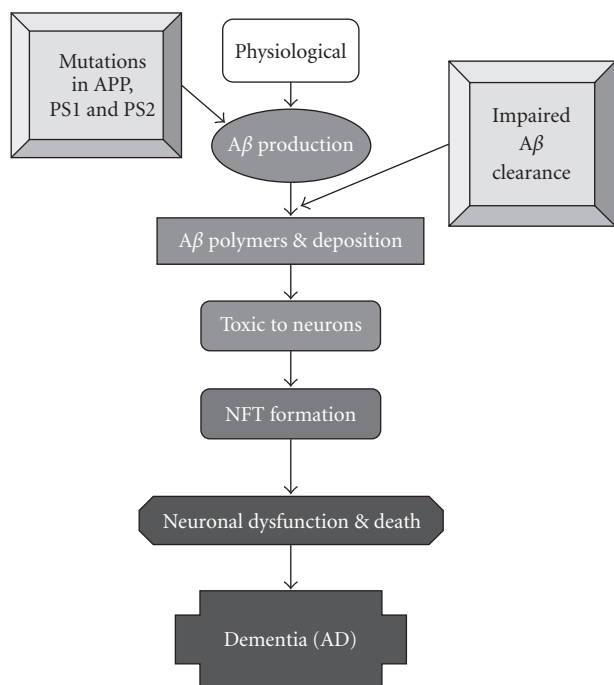 Mutations
in APP,
PS1 and PS2
Physiological
Aβ production
Impaired
Aβ
clearance
Aβ polymers & deposition
Toxic to neurons
NFT formation
Neuronal dysfunction & death
Dementia (AD)